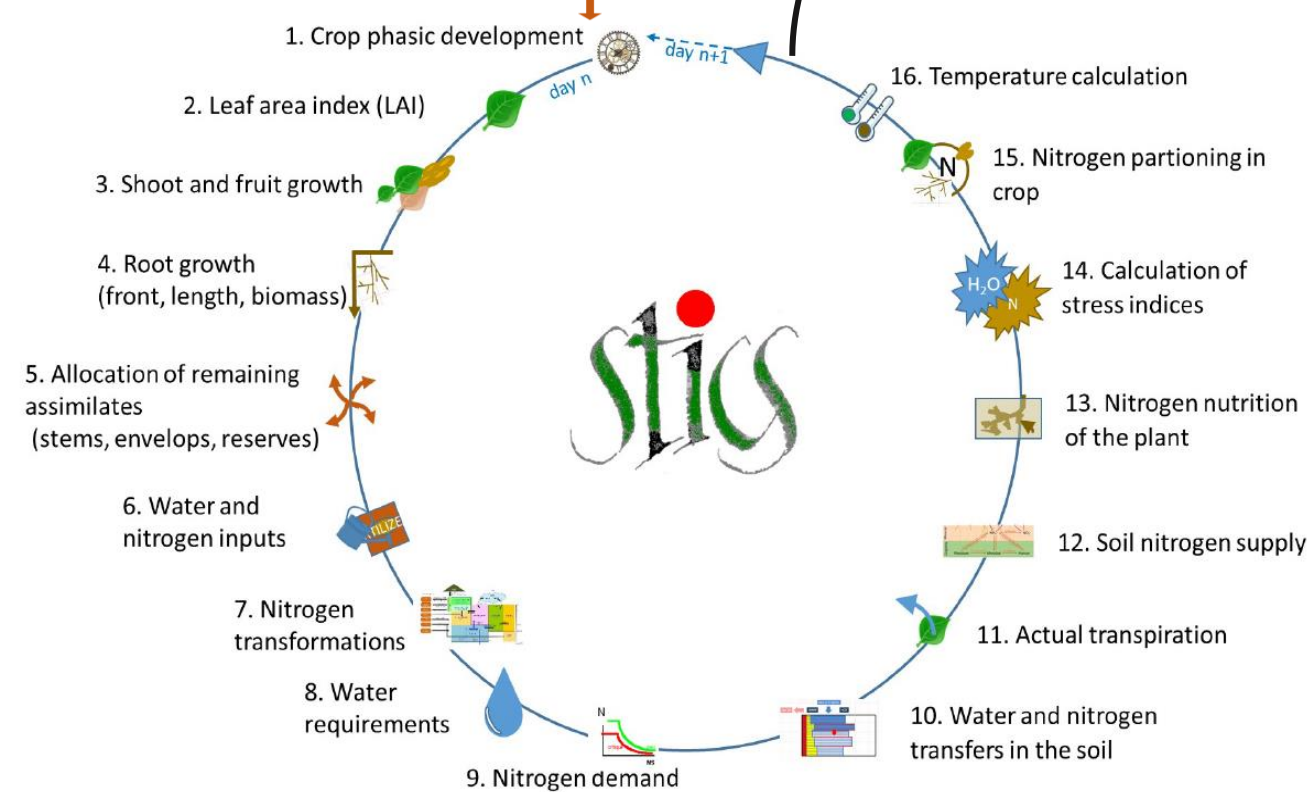 1. Crop phasic development
day n
day n+1
2. Leaf area index (LAI)
3. Shoot and fruit growth
4. Root growth
(front, length, biomass)
5. Allocation of remaining
assimilates
(stems, envelops, reserves)
6. Water and
nitrogen inputs
TILIZE
7. Nitrogen
transformations
8. Water
requirements
N
MS
9. Nitrogen demand
10. Water and nitrogen
transfers in the soil
11. Actual transpiration
12. Soil nitrogen supply
13. Nitrogen nutrition
of the plant
14. Calculation of
stress indices
H₂O
N
15. Nitrogen partioning in
crop
N
16. Temperature calculation
stics